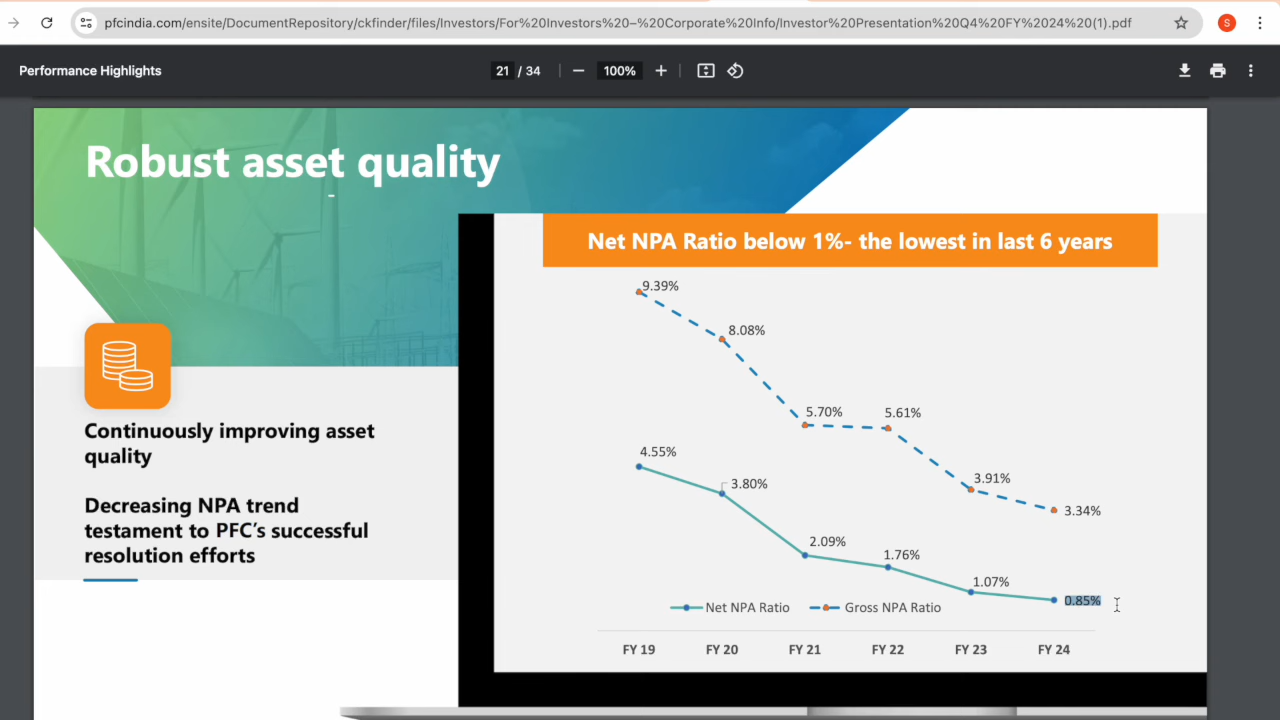 pfcindia.com/ensite/DocumentRepository/ckfinder/files/Investors/For%20Investors%20–%20Corporate%20Info/Investor%20Presentation%20Q4%20FY%2024%20(1).pdf
S
Performance Highlights
21 / 34
100%
Robust asset quality
Net NPA Ratio below 1%- the lowest in last 6 years
9.39%
8.08%
5.70%
5.61%
3.91%
3.34%
4.55%
3.80%
2.09%
1.76%
1.07%
0.85%
Net NPA Ratio
Gross NPA Ratio
FY 19
FY 20
FY 21
FY 22
FY 23
FY 24
Continuously improving asset
quality
Decreasing NPA trend
testament to PFC's successful
resolution efforts